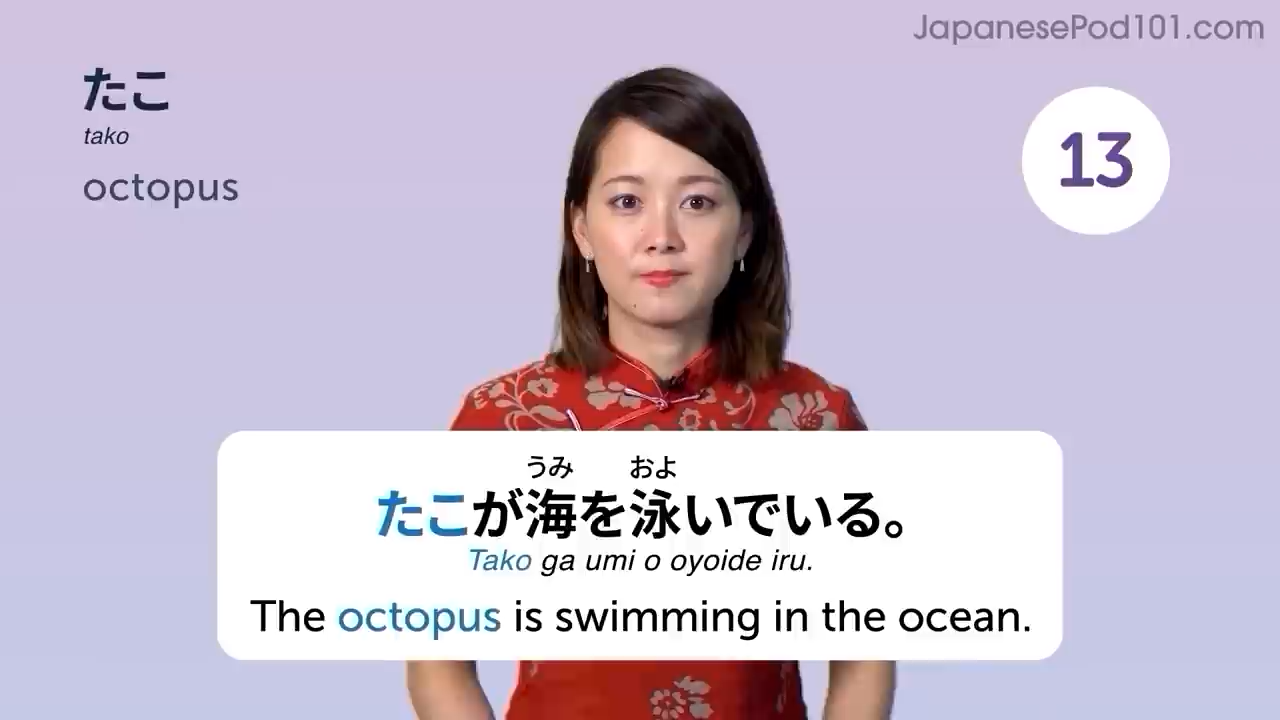 JapanesePod101.com
たこ
tako
octopus
13
うみ およ
たこが海を泳いでいる。
Tako ga umi o oyoide iru.
The octopus is swimming in the ocean.